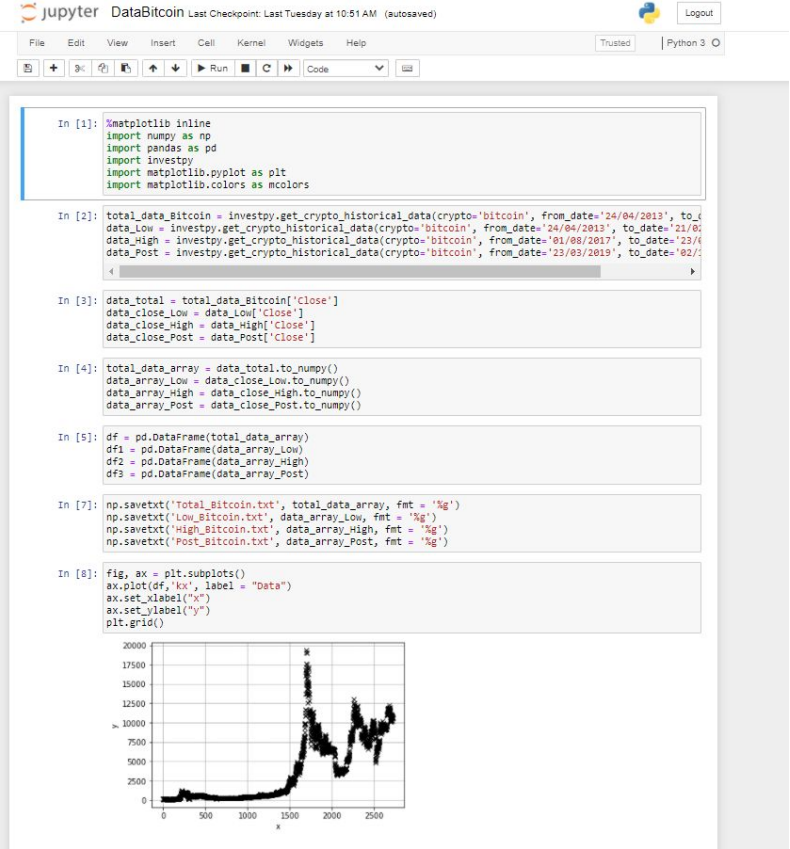 jupyter DataBitcoin Last Checkpoint: Last Tuesday at 10:51 AM (autosaved)
Logout
File Edit View Insert Cell Kernel Widgets Help
Trusted Python 3
Run Code
In [1]: %matplotlib inline
import numpy as np
import pandas as pd
import investpy
import matplotlib.pyplot as plt
import matplotlib.colors as mcolors
In [2]: total_data_Bitcoin = investpy.get_crypto_historical_data(crypto='bitcoin', from_date='24/04/2013', to_d
data_Low = investpy.get_crypto_historical_data(crypto='bitcoin', from_date='24/04/2013', to_date='21/02
data_High = investpy.get_crypto_historical_data(crypto='bitcoin', from_date='01/08/2017', to_date='23/0
data_Post = investpy.get_crypto_historical_data(crypto='bitcoin', from_date='23/03/2019', to_date='02/1
In [3]: data_total = total_data_Bitcoin['Close']
data_close_Low = data_Low['Close']
data_close_High = data_High['Close']
data_close_Post = data_Post['Close']
In [4]: total_data_array = data_total.to_numpy()
data_array_Low = data_close_Low.to_numpy()
data_array_High = data_close_High.to_numpy()
data_array_Post = data_close_Post.to_numpy()
In [5]: df = pd.DataFrame(total_data_array)
df1 = pd.DataFrame(data_array_Low)
df2 = pd.DataFrame(data_array_High)
df3 = pd.DataFrame(data_array_Post)
In [7]: np.savetxt('Total_Bitcoin.txt', total_data_array, fmt = '%g')
np.savetxt('Low_Bitcoin.txt', data_array_Low, fmt = '%g')
np.savetxt('High_Bitcoin.txt', data_array_High, fmt = '%g')
np.savetxt('Post_Bitcoin.txt', data_array_Post, fmt = '%g')
In [8]: fig, ax = plt.subplots()
ax.plot(df,'kx', label = "Data")
ax.set_xlabel("x")
ax.set_ylabel("y")
plt.grid()
20000
17500
15000
12500
10000
7500
5000
2500
0
y
0 500 1000 1500 2000 2500
x